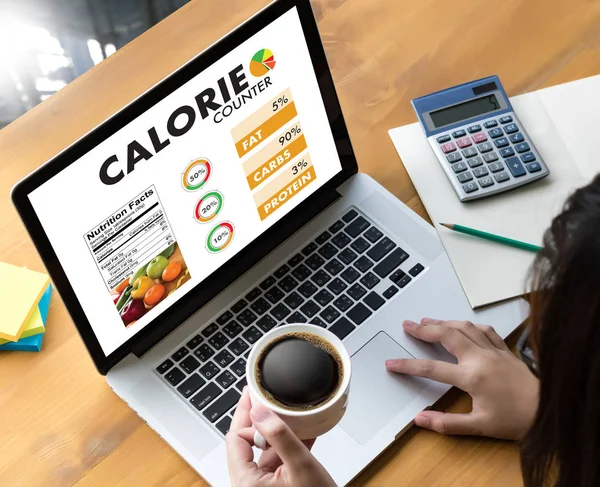 CALORIE
COUNTER
5%
FAT
90%
CARBS
3%
PROTEIN
50%
20%
10%
Nutrition Facts